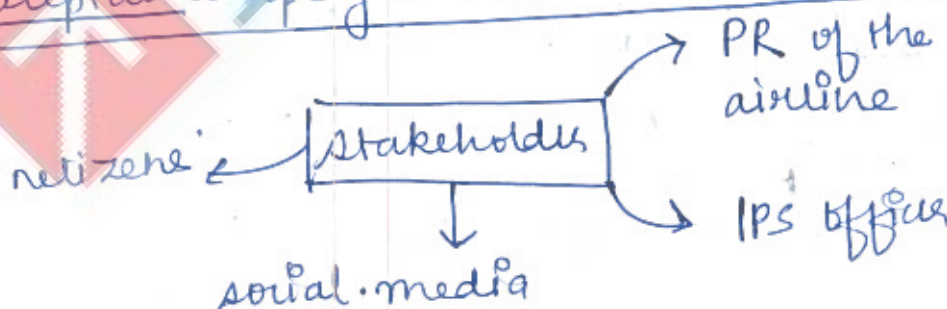 PR of the
airline
stakeholders
netizens
IPS officer
social media